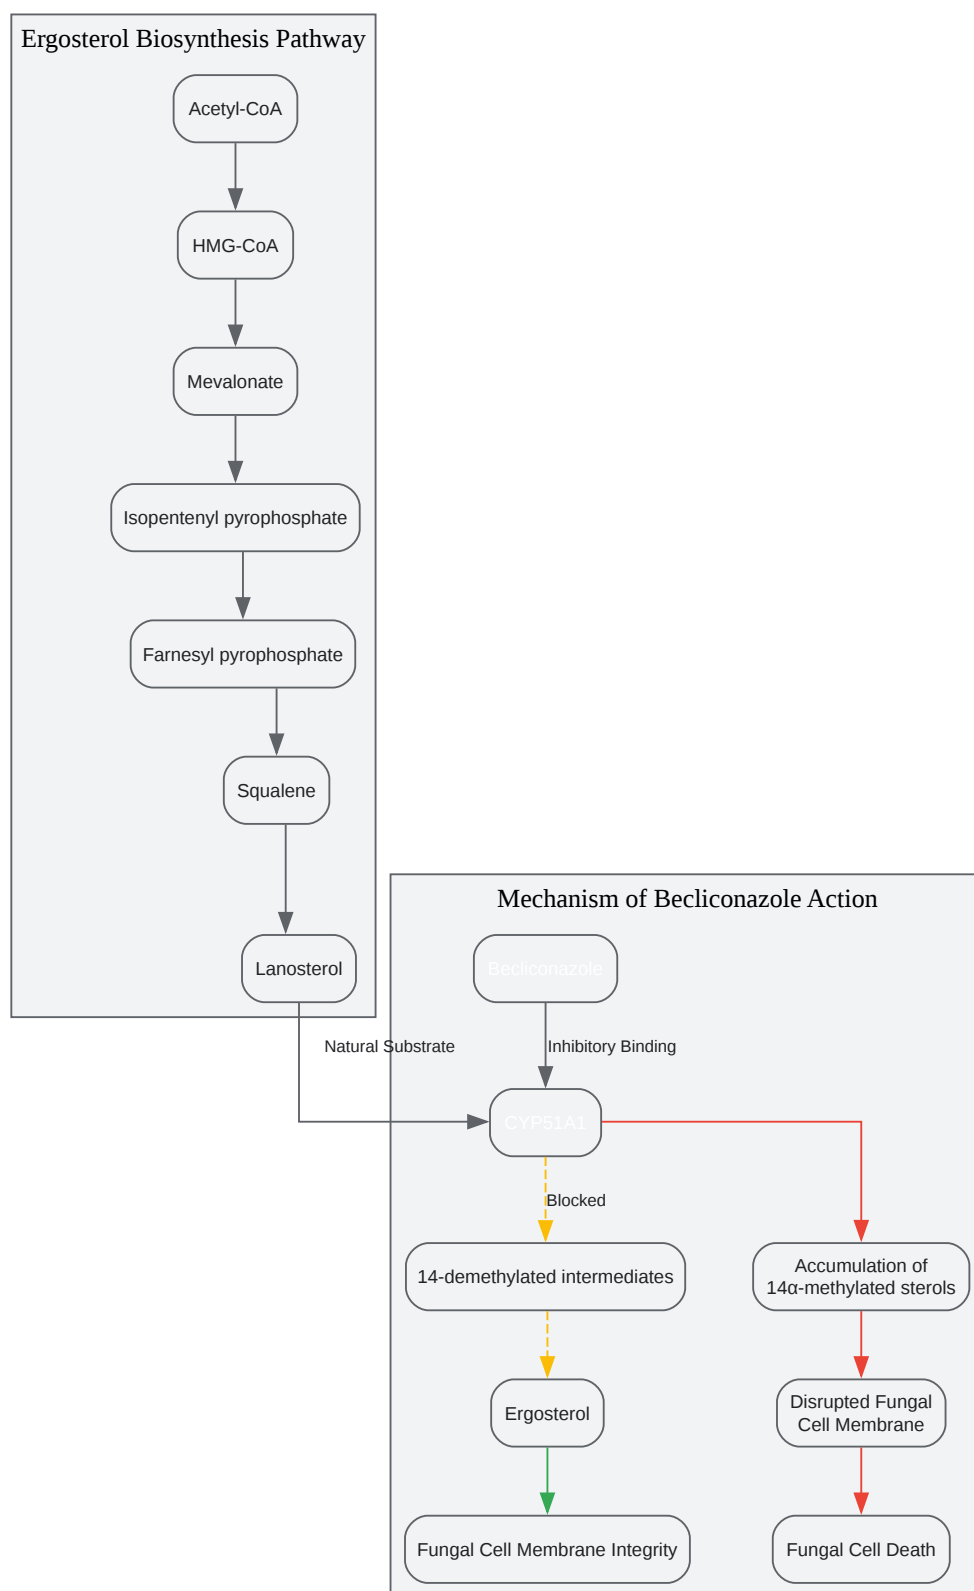 Ergosterol Biosynthesis Pathway
Acetyl-CoA
HMG-CoA
Mevalonate
Isopentenyl pyrophosphate
Farnesyl pyrophosphate
Squalene
Lanosterol
Mechanism of Becliconazole Action
Becliconazole
Natural Substrate
Inhibitory Binding
CYP51A1
Blocked
14-demethylated intermediates
Accumulation of
14α-methylated sterols
Ergosterol
Disrupted Fungal
Cell Membrane
Fungal Cell Membrane Integrity
Fungal Cell Death